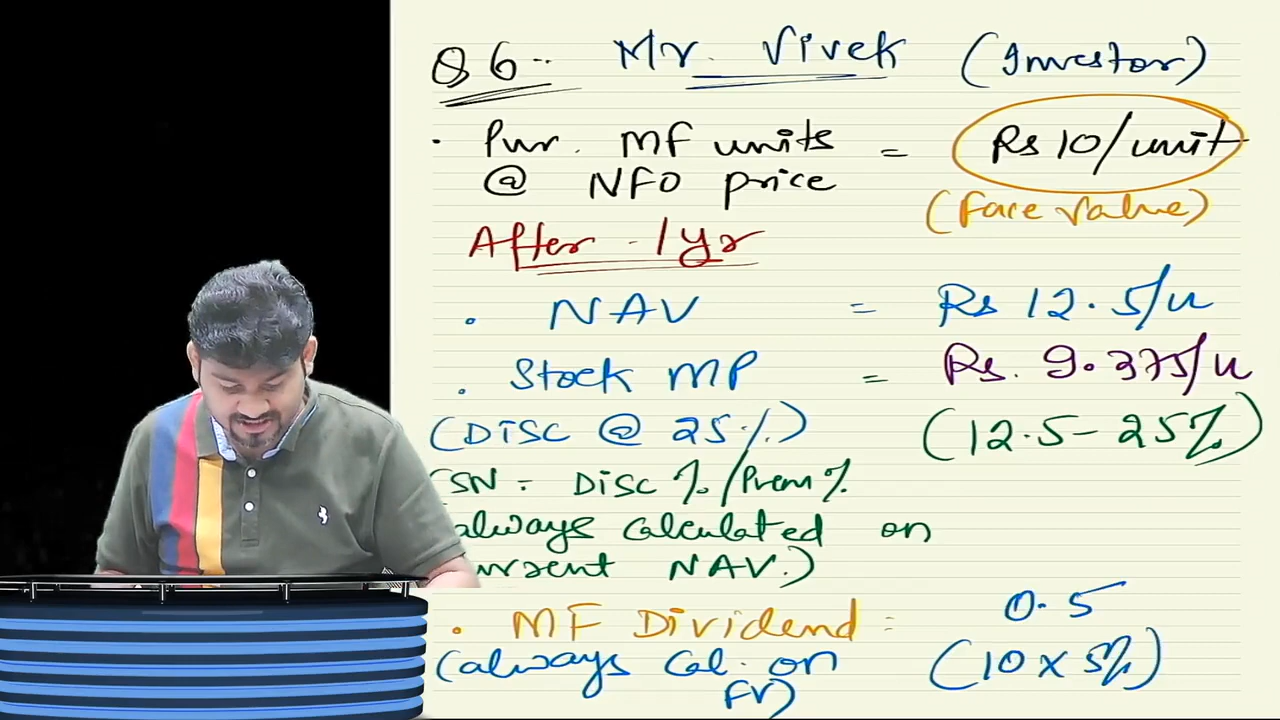 Q 6.. Mr. Vivek (Investor)
. Pur. MF units = Rs 10/unit
@ NFO price
(Face Value)
After - 1yr
. NAV = Rs 12.5/u
. Stock MP = Rs. 9.375/u
(DISC @ 25%) (12.5 - 25%)
SN = Disc %/Prem %
always calculated on
NAV.)
. MF Dividend = 0.5
(always Cal. on (10 x 5%)
FV)